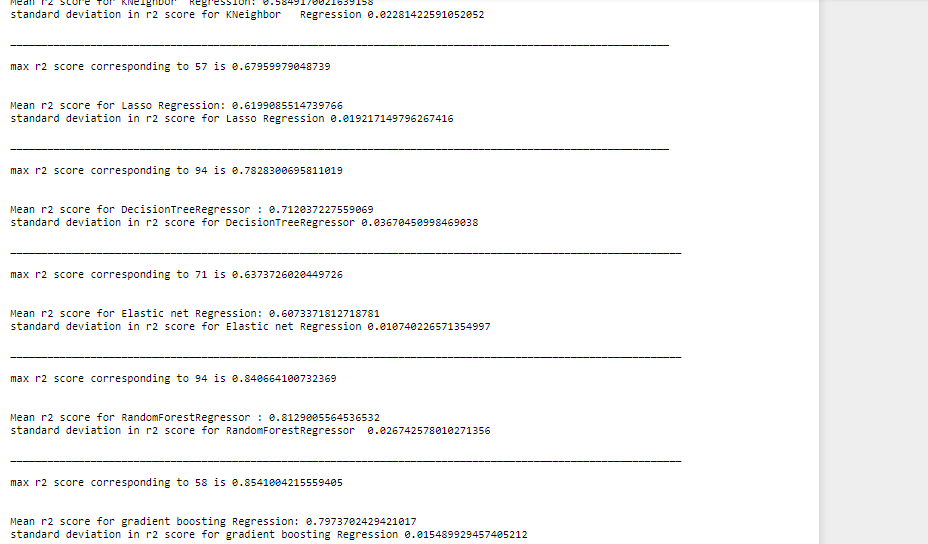 Mean r2 score for KNeighbor  Regression: 0.5849170021639158
standard deviation in r2 score for KNeighbor   Regression 0.02281422591052052
max r2 score corresponding to 57 is 0.67959979048739
Mean r2 score for Lasso Regression: 0.6199085514739766
standard deviation in r2 score for Lasso Regression 0.019217149796267416
max r2 score corresponding to 94 is 0.7828300695811019
Mean r2 score for DecisionTreeRegressor : 0.712037227559069
standard deviation in r2 score for DecisionTreeRegressor 0.03670450998469038
max r2 score corresponding to 71 is 0.6373726020449726
Mean r2 score for Elastic net Regression: 0.6073371812718781
standard deviation in r2 score for Elastic net Regression 0.010740226571354997
max r2 score corresponding to 94 is 0.840664100732369
Mean r2 score for RandomForestRegressor : 0.8129005564536532
standard deviation in r2 score for RandomForestRegressor  0.026742578010271356
max r2 score corresponding to 58 is 0.8541004215559405
Mean r2 score for gradient boosting Regression: 0.7973702429421017
standard deviation in r2 score for gradient boosting Regression 0.015489929457405212